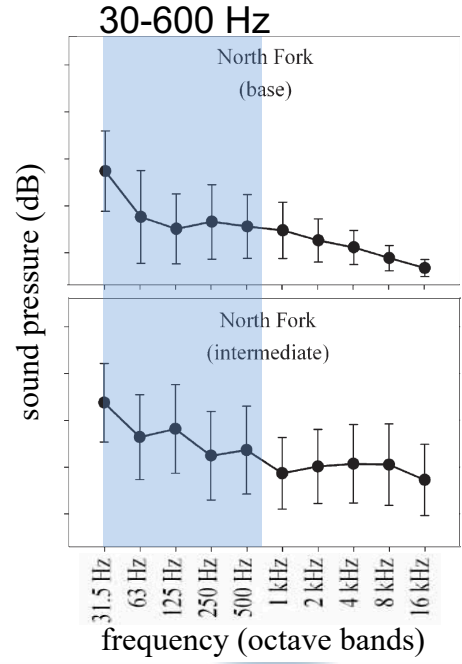 30-600 Hz
North Fork
(base)
sound pressure (dB)
North Fork
(intermediate)
31.5 Hz
63 Hz
125 Hz
250 Hz
500 Hz
1 kHz
2 kHz
4 kHz
8 kHz
16 kHz
frequency (octave bands)